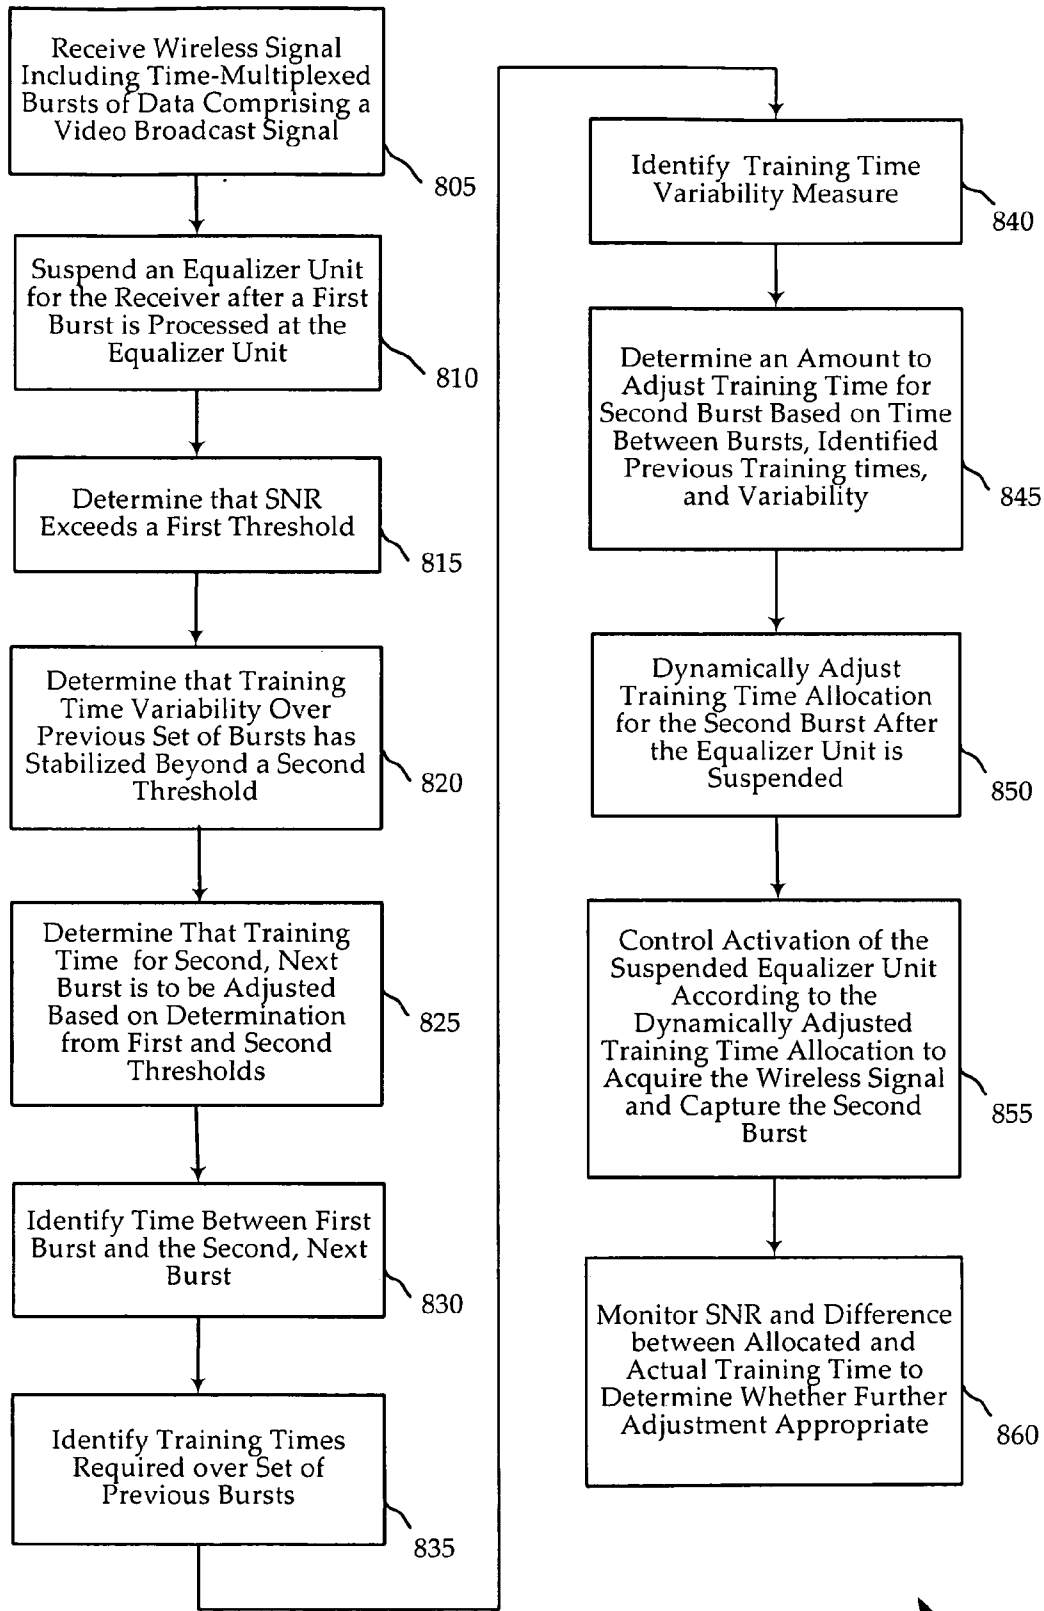 Receive Wireless Signal
Including Time-Multiplexed
Bursts of Data Comprising a
Video Broadcast Signal
805
Suspend an Equalizer Unit
for the Receiver after a First
Burst is Processed at the
Equalizer Unit
810
Determine that SNR
Exceeds a First Threshold
815
Determine that Training
Time Variability Over
Previous Set of Bursts has
Stabilized Beyond a Second
Threshold
820
Determine That Training
Time for Second, Next
Burst is to be Adjusted
Based on Determination
from First and Second
Thresholds
825
Identify Time Between First
Burst and the Second, Next
Burst
830
Identify Training Times
Required over Set of
Previous Bursts
835
Identify Training Time
Variability Measure
840
Determine an Amount to
Adjust Training Time for
Second Burst Based on Time
Between Bursts, Identified
Previous Training times,
and Variability
845
Dynamically Adjust
Training Time Allocation
for the Second Burst After
the Equalizer Unit is
Suspended
850
Control Activation of the
Suspended Equalizer Unit
According to the
Dynamically Adjusted
Training Time Allocation to
Acquire the Wireless Signal
and Capture the Second
Burst
855
Monitor SNR and Difference
between Allocated and
Actual Training Time to
Determine Whether Further
Adjustment Appropriate
860